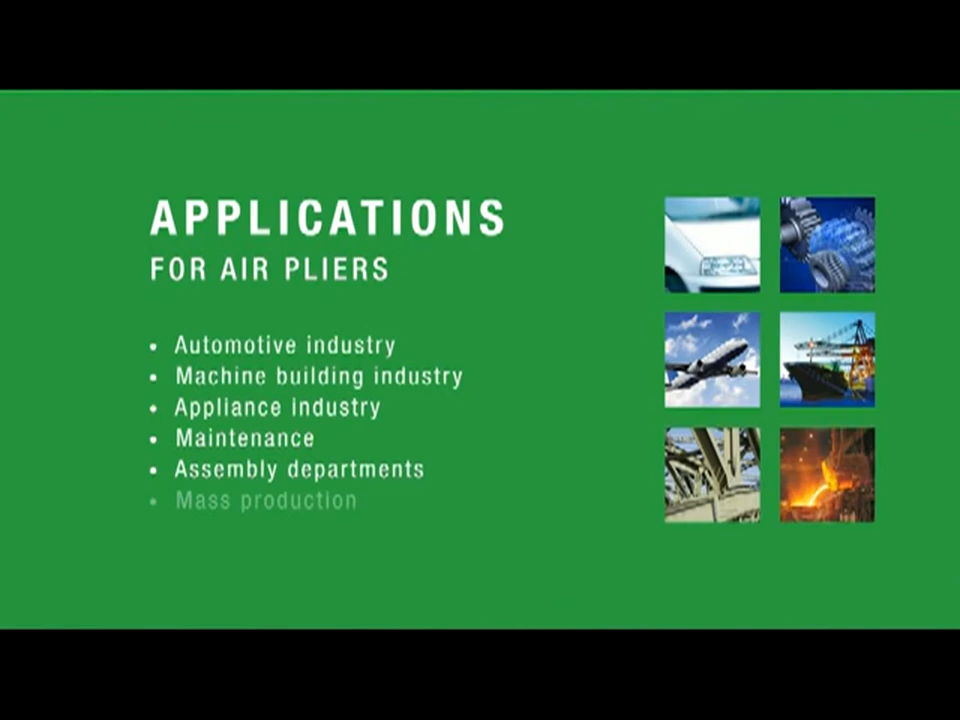 APPLICATIONS
FOR AIR PLIERS
• Automotive industry
• Machine building industry
• Appliance industry
• Maintenance
• Assembly departments
• Mass production